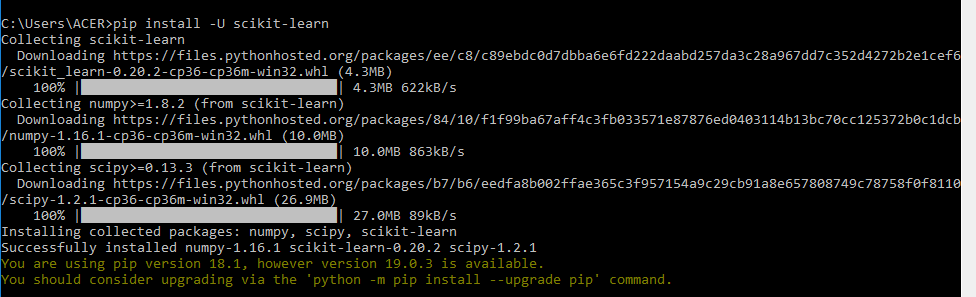 C:\Users\ACER>pip install -U scikit-learn
Collecting scikit-learn
  Downloading https://files.pythonhosted.org/packages/ee/c8/c89ebdc0d7dbba6e6fd222daabd257da3c28a967dd7c352d4272b2e1cef6
/scikit_learn-0.20.2-cp36-cp36m-win32.whl (4.3MB)
    100% |████████████████████████████████| 4.3MB 622kB/s
Collecting numpy>=1.8.2 (from scikit-learn)
  Downloading https://files.pythonhosted.org/packages/84/10/f1f99ba67aff4c3fb033571e87876ed0403114b13bc70cc125372b0c1dcb
/numpy-1.16.1-cp36-cp36m-win32.whl (10.0MB)
    100% |████████████████████████████████| 10.0MB 863kB/s
Collecting scipy>=0.13.3 (from scikit-learn)
  Downloading https://files.pythonhosted.org/packages/b7/b6/eedfa8b002ffae365c3f957154a9c29cb91a8e657808749c78758f0f8110
/scipy-1.2.1-cp36-cp36m-win32.whl (26.9MB)
    100% |████████████████████████████████| 27.0MB 89kB/s
Installing collected packages: numpy, scipy, scikit-learn
Successfully installed numpy-1.16.1 scikit-learn-0.20.2 scipy-1.2.1
You are using pip version 18.1, however version 19.0.3 is available.
You should consider upgrading via the 'python -m pip install --upgrade pip' command.